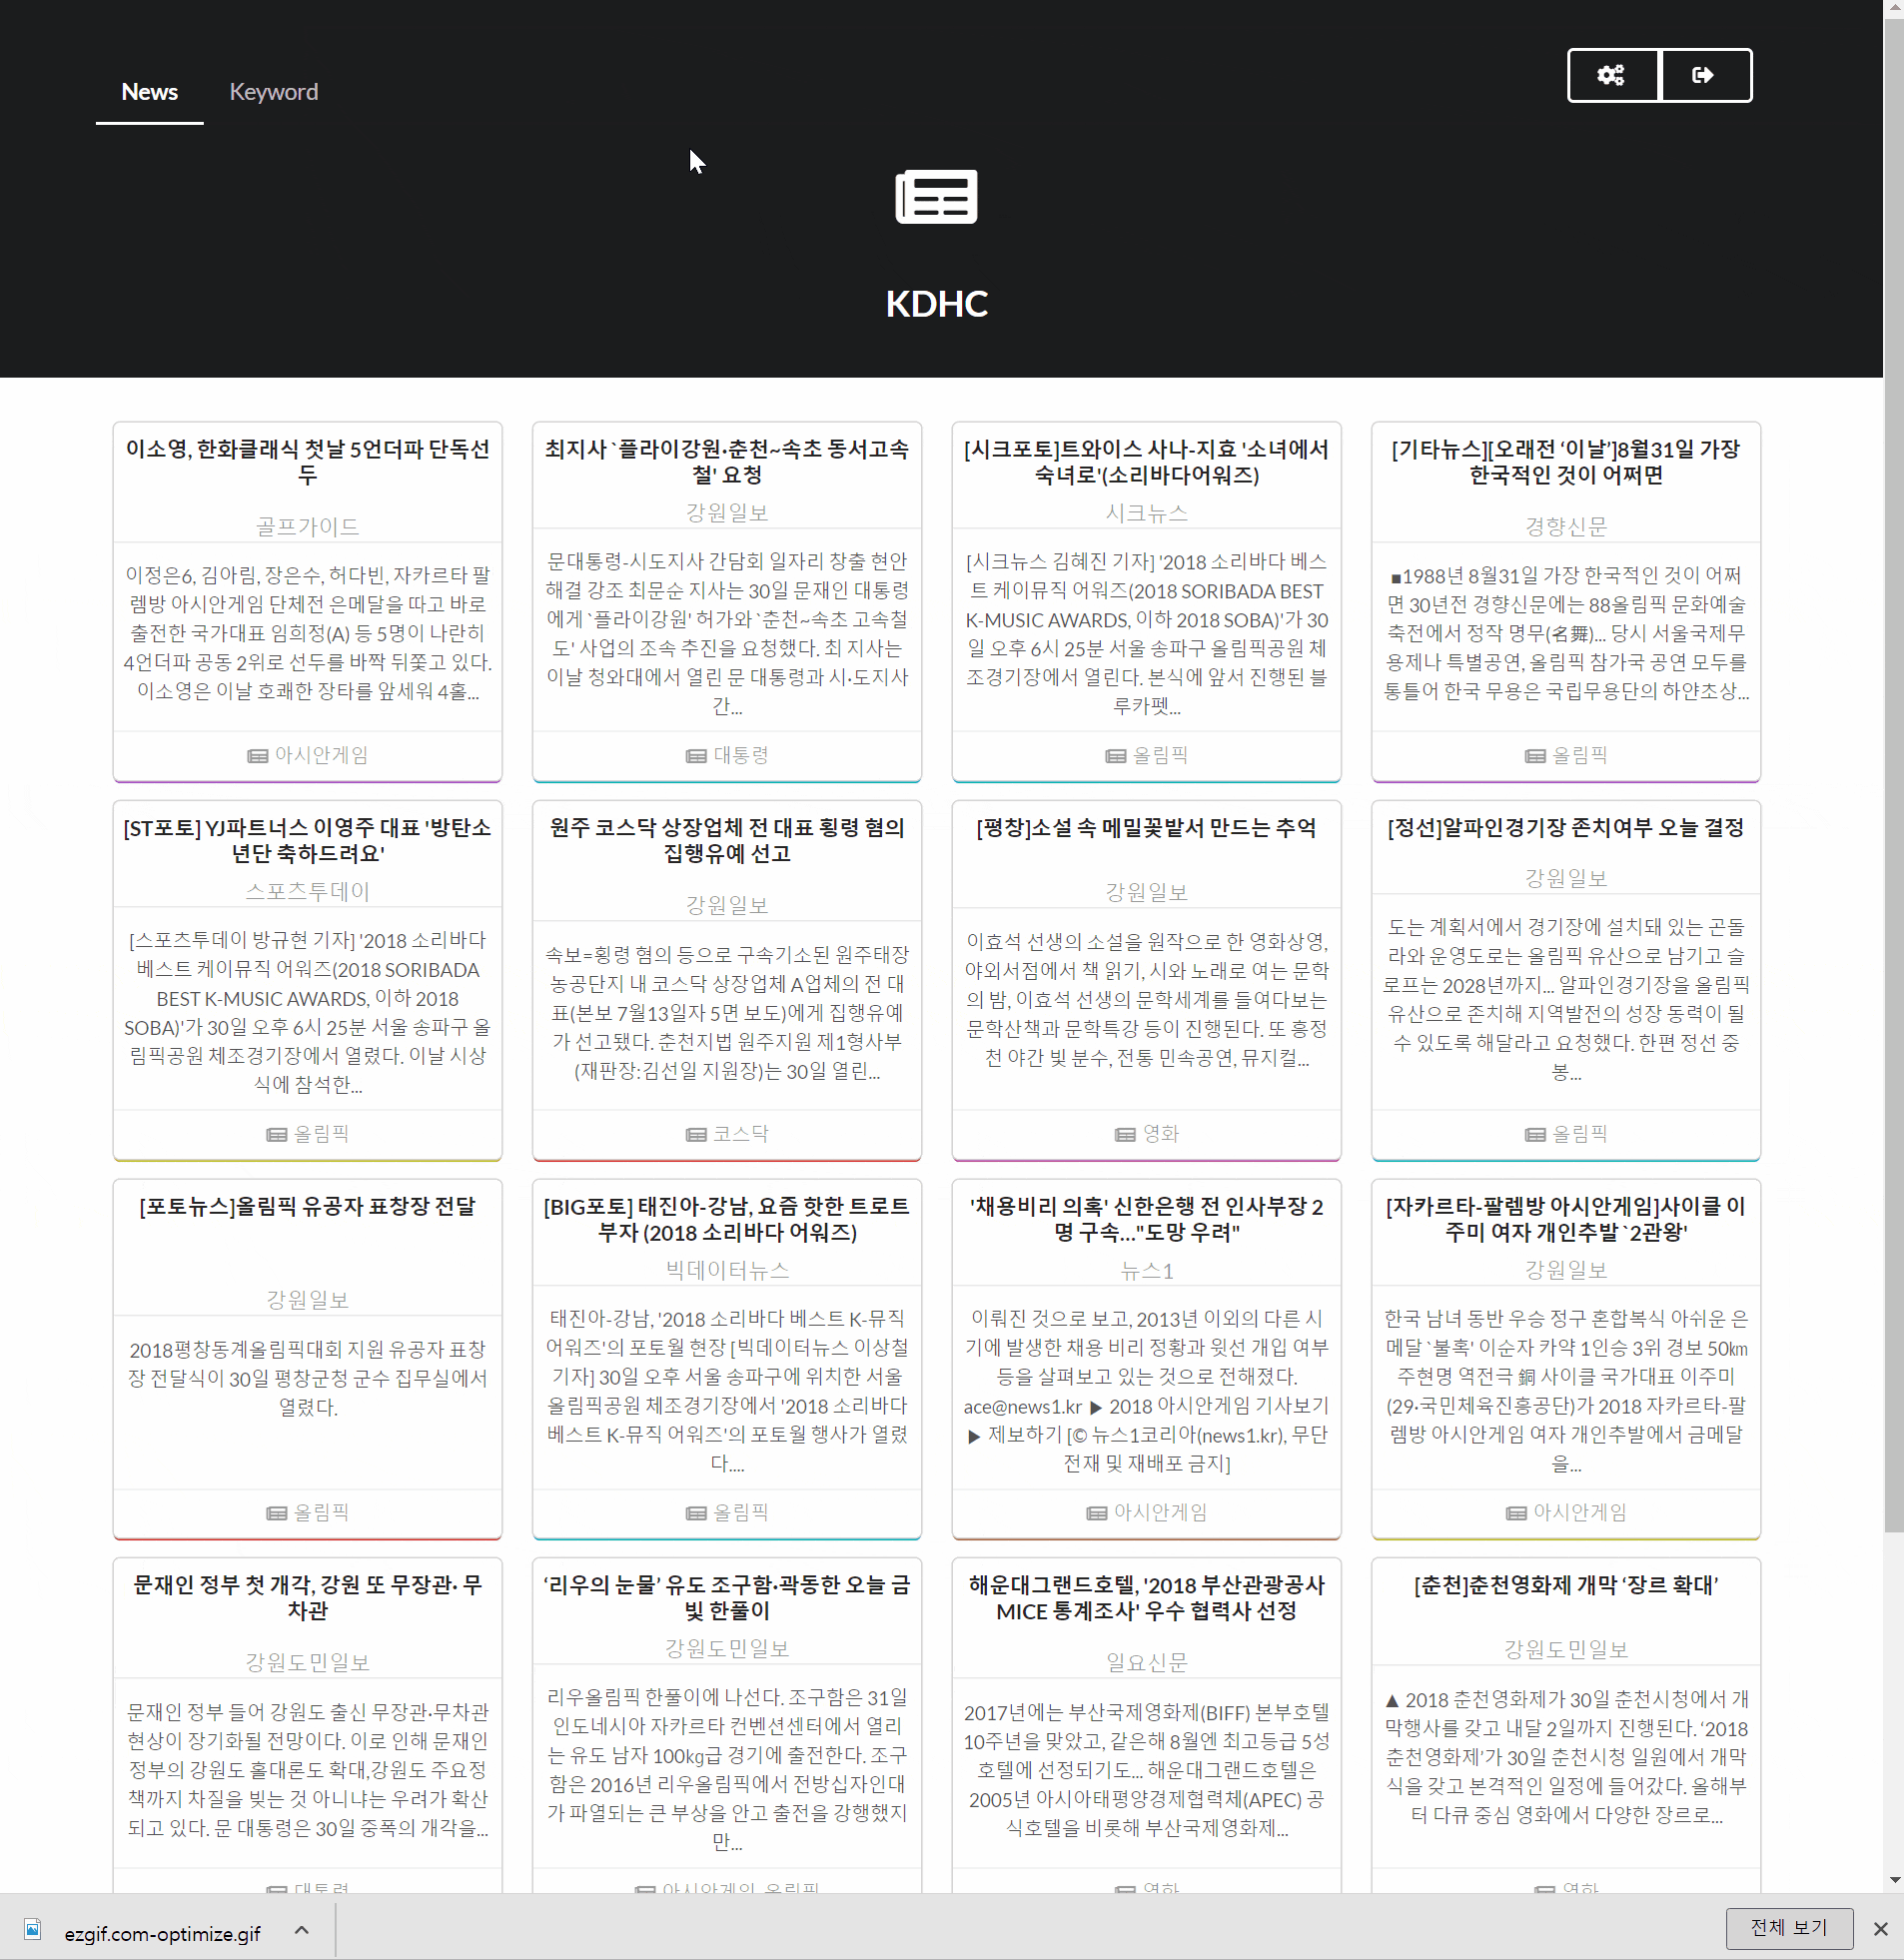 News
Keyword
KDHC
이소영, 한화클래식 첫날 5언더파 단독선
두
골프가이드
이정은6, 김아림, 장은수, 허다빈, 자카르타 팔
렘방 아시안게임 단체전 은메달을 따고 바로
출전한 국가대표 임희정(A) 등 5명이 나란히
4언더파 공동 2위로 선두를 바짝 뒤쫓고 있다.
이소영은 이날 호쾌한 장타를 앞세워 4홀...
아시안게임
최지사 `플라이강원·춘천~속초 동서고속
철' 요청
강원일보
문대통령-시도지사 간담회 일자리 창출 현안
해결 강조 최문순 지사는 30일 문재인 대통령
에게 `플라이강원' 허가와 `춘천~속초 고속철
도' 사업의 조속 추진을 요청했다. 최 지사는
이날 청와대에서 열린 문 대통령과 시·도지사
간...
대통령
[시크포토]트와이스 사나-지효 '소녀에서
숙녀로'(소리바다어워즈)
시크뉴스
[시크뉴스 김혜진 기자] '2018 소리바다 베스
트 케이뮤직 어워즈(2018 SORIBADA BEST
K-MUSIC AWARDS, 이하 2018 SOBA)'가 30
일 오후 6시 25분 서울 송파구 올림픽공원 체
조경기장에서 열린다. 본식에 앞서 진행된 블
루카펫...
올림픽
[기타뉴스][오래전 ‘이날’]8월31일 가장
한국적인 것이 어쩌면
경향신문
■1988년 8월31일 가장 한국적인 것이 어쩌
면 30년전 경향신문에는 88올림픽 문화예술
축전에서 정작 명무(名舞)... 당시 서울국제무
용제나 특별공연, 올림픽 참가국 공연 모두를
통틀어 한국 무용은 국립무용단의 하얀초상...
올림픽
[ST포토] YJ파트너스 이영주 대표 '방탄소
년단 축하드려요'
스포츠투데이
[스포츠투데이 방규현 기자] '2018 소리바다
베스트 케이뮤직 어워즈(2018 SORIBADA
BEST K-MUSIC AWARDS, 이하 2018
SOBA)'가 30일 오후 6시 25분 서울 송파구 올
림픽공원 체조경기장에서 열렸다. 이날 시상
식에 참석한...
올림픽
원주 코스닥 상장업체 전 대표 횡령 혐의
집행유예 선고
강원일보
속보=횡령 혐의 등으로 구속기소된 원주태장
농공단지 내 코스닥 상장업체 A업체의 전 대
표(본보 7월13일자 5면 보도)에게 집행유예
가 선고됐다. 춘천지법 원주지원 제1형사부
(재판장:김선일 지원장)는 30일 열린...
코스닥
[평창]소설 속 메밀꽃밭서 만드는 추억
강원일보
이효석 선생의 소설을 원작으로 한 영화상영,
야외서점에서 책 읽기, 시와 노래로 여는 문학
의 밤, 이효석 선생의 문학세계를 들여다보는
문학산책과 문학특강 등이 진행된다. 또 흥정
천 야간 빛 분수, 전통 민속공연, 뮤지컬...
영화
[정선]알파인경기장 존치여부 오늘 결정
강원일보
도는 계획서에서 경기장에 설치돼 있는 곤돌
라와 운영도로는 올림픽 유산으로 남기고 슬
로프는 2028년까지... 알파인경기장을 올림픽
유산으로 존치해 지역발전의 성장 동력이 될
수 있도록 해달라고 요청했다. 한편 정선 중
봉...
올림픽
[포토뉴스]올림픽 유공자 표창장 전달
강원일보
2018평창동계올림픽대회 지원 유공자 표창
장 전달식이 30일 평창군청 군수 집무실에서
열렸다.
올림픽
[BIG포토] 태진아-강남, 요즘 핫한 트로트
부자 (2018 소리바다 어워즈)
빅데이터뉴스
태진아-강남, '2018 소리바다 베스트 K-뮤직
어워즈'의 포토월 현장 [빅데이터뉴스 이상철
기자] 30일 오후 서울 송파구에 위치한 서울
올림픽공원 체조경기장에서 '2018 소리바다
베스트 K-뮤직 어워즈'의 포토월 행사가 열렸
다....
올림픽
'채용비리 의혹' 신한은행 전 인사부장 2
명 구속…"도망 우려"
뉴스1
이뤄진 것으로 보고, 2013년 이외의 다른 시
기에 발생한 채용 비리 정황과 윗선 개입 여부
등을 살펴보고 있는 것으로 전해졌다.
ace@news1.kr ▶ 2018 아시안게임 기사보기
▶ 제보하기 [© 뉴스1코리아(news1.kr), 무단
전재 및 재배포 금지]
아시안게임
[자카르타-팔렘방 아시안게임]사이클 이
주미 여자 개인추발 `2관왕'
강원일보
한국 남녀 동반 우승 정구 혼합복식 아쉬운 은
메달 `불혹' 이순자 카약 1인승 3위 경보 50㎞
주현명 역전극 銅 사이클 국가대표 이주미
(29·국민체육진흥공단)가 2018 자카르타-팔
렘방 아시안게임 여자 개인추발에서 금메달
을...
아시안게임
문재인 정부 첫 개각, 강원 또 무장관· 무
차관
강원도민일보
문재인 정부 들어 강원도 출신 무장관·무차관
현상이 장기화될 전망이다. 이로 인해 문재인
정부의 강원도 홀대론도 확대,강원도 주요정
책까지 차질을 빚는 것 아니냐는 우려가 확산
되고 있다. 문 대통령은 30일 중폭의 개각을...
대통령
‘리우의 눈물’ 유도 조구함·곽동한 오늘 금
빛 한풀이
강원도민일보
리우올림픽 한풀이에 나선다. 조구함은 31일
인도네시아 자카르타 컨벤션센터에서 열리
는 유도 남자 100㎏급 경기에 출전한다. 조구
함은 2016년 리우올림픽에서 전방십자인대
가 파열되는 큰 부상을 안고 출전을 강행했지
만...
아시안게임, 올림픽
해운대그랜드호텔, '2018 부산관광공사
MICE 통계조사' 우수 협력사 선정
일요신문
2017년에는 부산국제영화제(BIFF) 본부호텔
10주년을 맞았고, 같은해 8월엔 최고등급 5성
호텔에 선정되기도... 해운대그랜드호텔은
2005년 아시아태평양경제협력체(APEC) 공
식호텔을 비롯해 부산국제영화제...
영화
[춘천]춘천영화제 개막 ‘장르 확대’
강원도민일보
▲ 2018 춘천영화제가 30일 춘천시청에서 개
막행사를 갖고 내달 2일까지 진행된다. ‘2018
춘천영화제’가 30일 춘천시청 일원에서 개막
식을 갖고 본격적인 일정에 들어갔다. 올해부
터 다큐 중심 영화에서 다양한 장르로...
영화
ezgif.com-optimize.gif
전체 보기